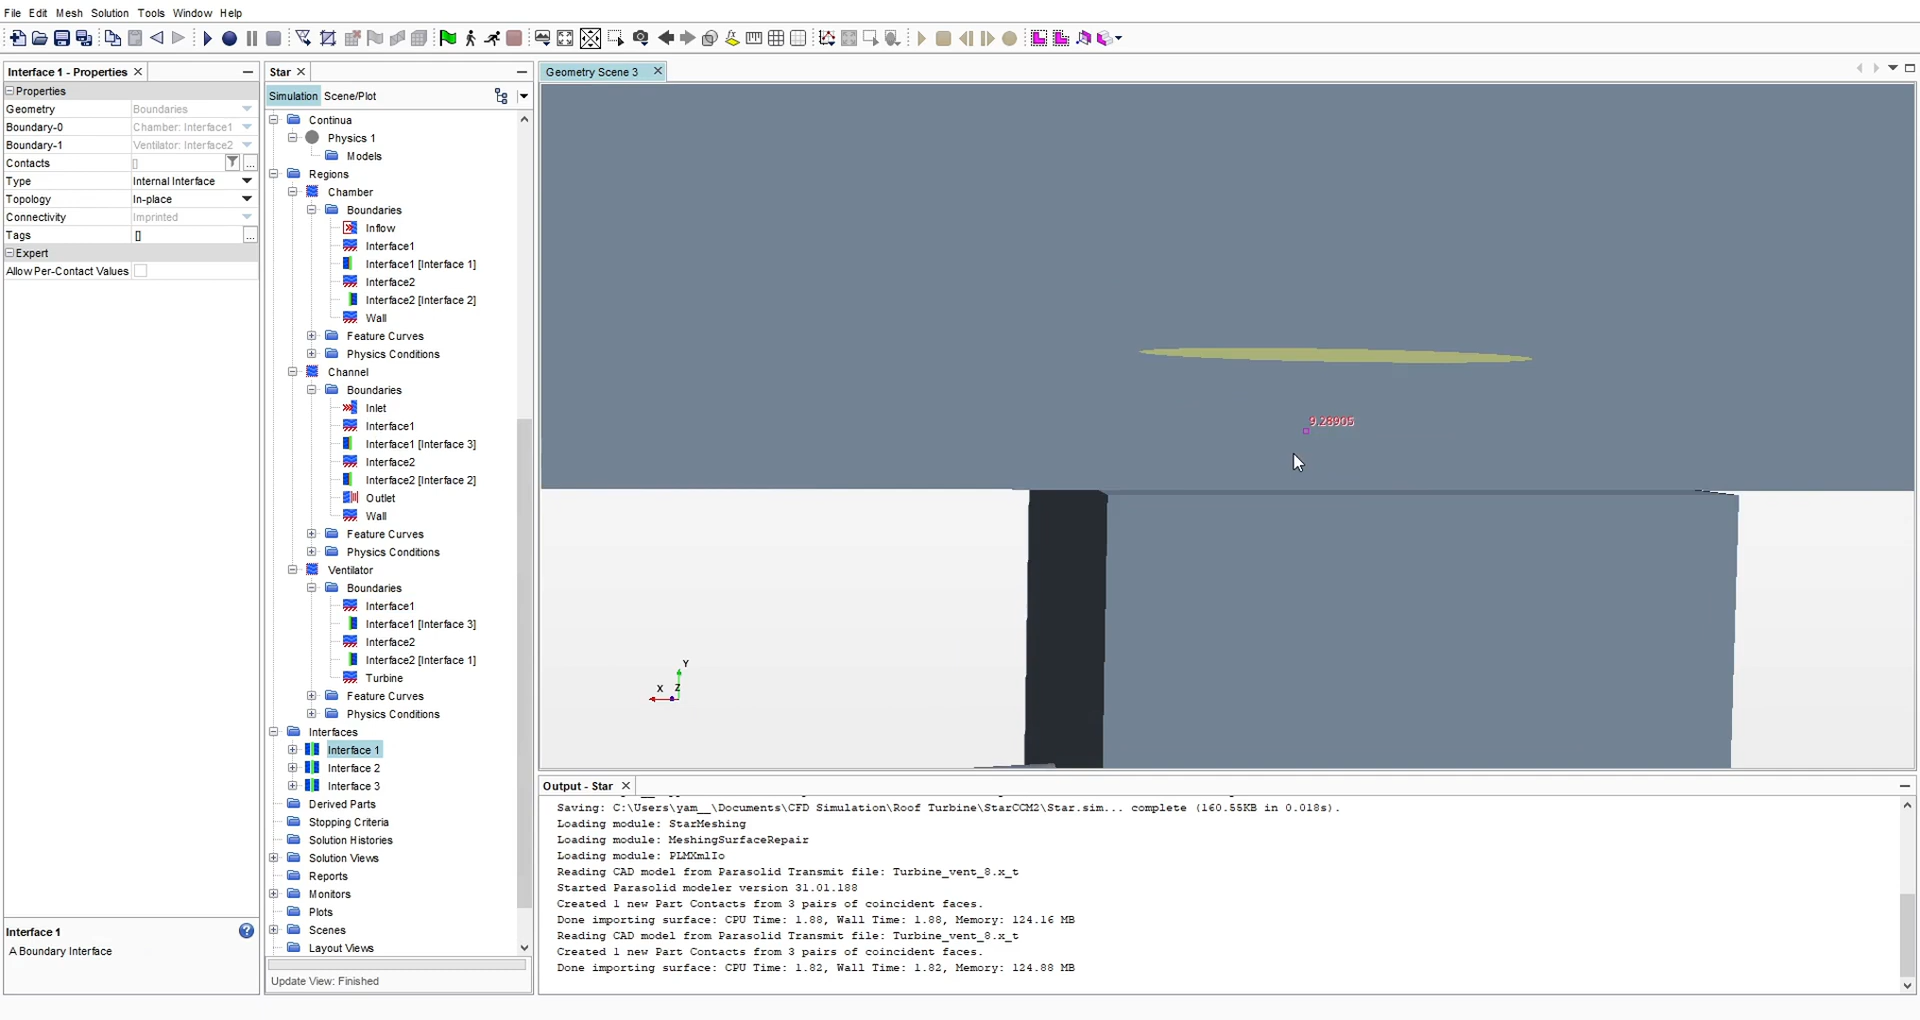 File Edit Mesh Solution Tools Window Help
Interface 1 - Properties
Properties
Geometry Boundaries
Boundary-0 Chamber: Interface1
Boundary-1 Ventilator: Interface2
Contacts []
Type Internal Interface
Topology In-place
Connectivity Imprinted
Tags []
Expert
Allow Per-Contact Values
Interface 1
A Boundary Interface
Star
Simulation Scene/Plot
Continua
Physics 1
Models
Regions
Chamber
Boundaries
Inflow
Interface1
Interface1 [Interface 1]
Interface2
Interface2 [Interface 2]
Wall
Feature Curves
Physics Conditions
Channel
Boundaries
Inlet
Interface1
Interface1 [Interface 3]
Interface2
Interface2 [Interface 2]
Outlet
Wall
Feature Curves
Physics Conditions
Ventilator
Boundaries
Interface1
Interface1 [Interface 3]
Interface2
Interface2 [Interface 1]
Turbine
Feature Curves
Physics Conditions
Interfaces
Interface 1
Interface 2
Interface 3
Derived Parts
Stopping Criteria
Solution Histories
Solution Views
Reports
Monitors
Plots
Scenes
Layout Views
Update View: Finished
Geometry Scene 3
9.28905
Y
X Z
Output - Star
Saving: C:\Users\yam__\Documents\CFD Simulation\Roof Turbine\StarCCM2\Star.sim... complete (160.55KB in 0.018s).
Loading module: StarMeshing
Loading module: MeshingSurfaceRepair
Loading module: PLMXmlIo
Reading CAD model from Parasolid Transmit file: Turbine_vent_8.x_t
Started Parasolid modeler version 31.01.188
Created 1 new Part Contacts from 3 pairs of coincident faces.
Done importing surface: CPU Time: 1.88, Wall Time: 1.88, Memory: 124.16 MB
Reading CAD model from Parasolid Transmit file: Turbine_vent_8.x_t
Created 1 new Part Contacts from 3 pairs of coincident faces.
Done importing surface: CPU Time: 1.82, Wall Time: 1.82, Memory: 124.88 MB